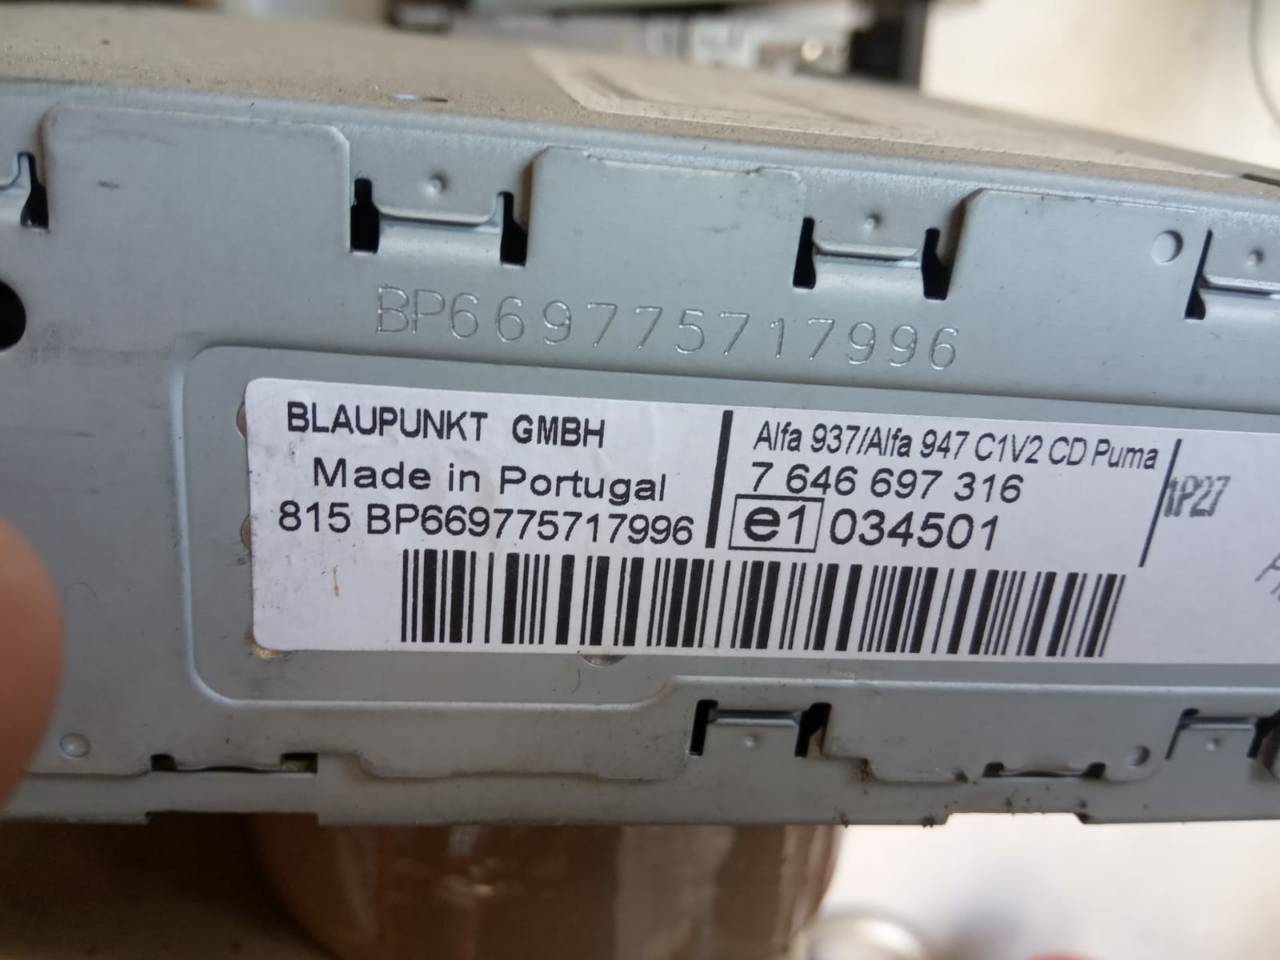 BP669775717996
BLAUPUNKT GMBH
Made in Portugal
815 BP669775717996
Alfa 937/Alfa 947 C1V2 CD Puma
7 646 697 316
e1 034501
1P27